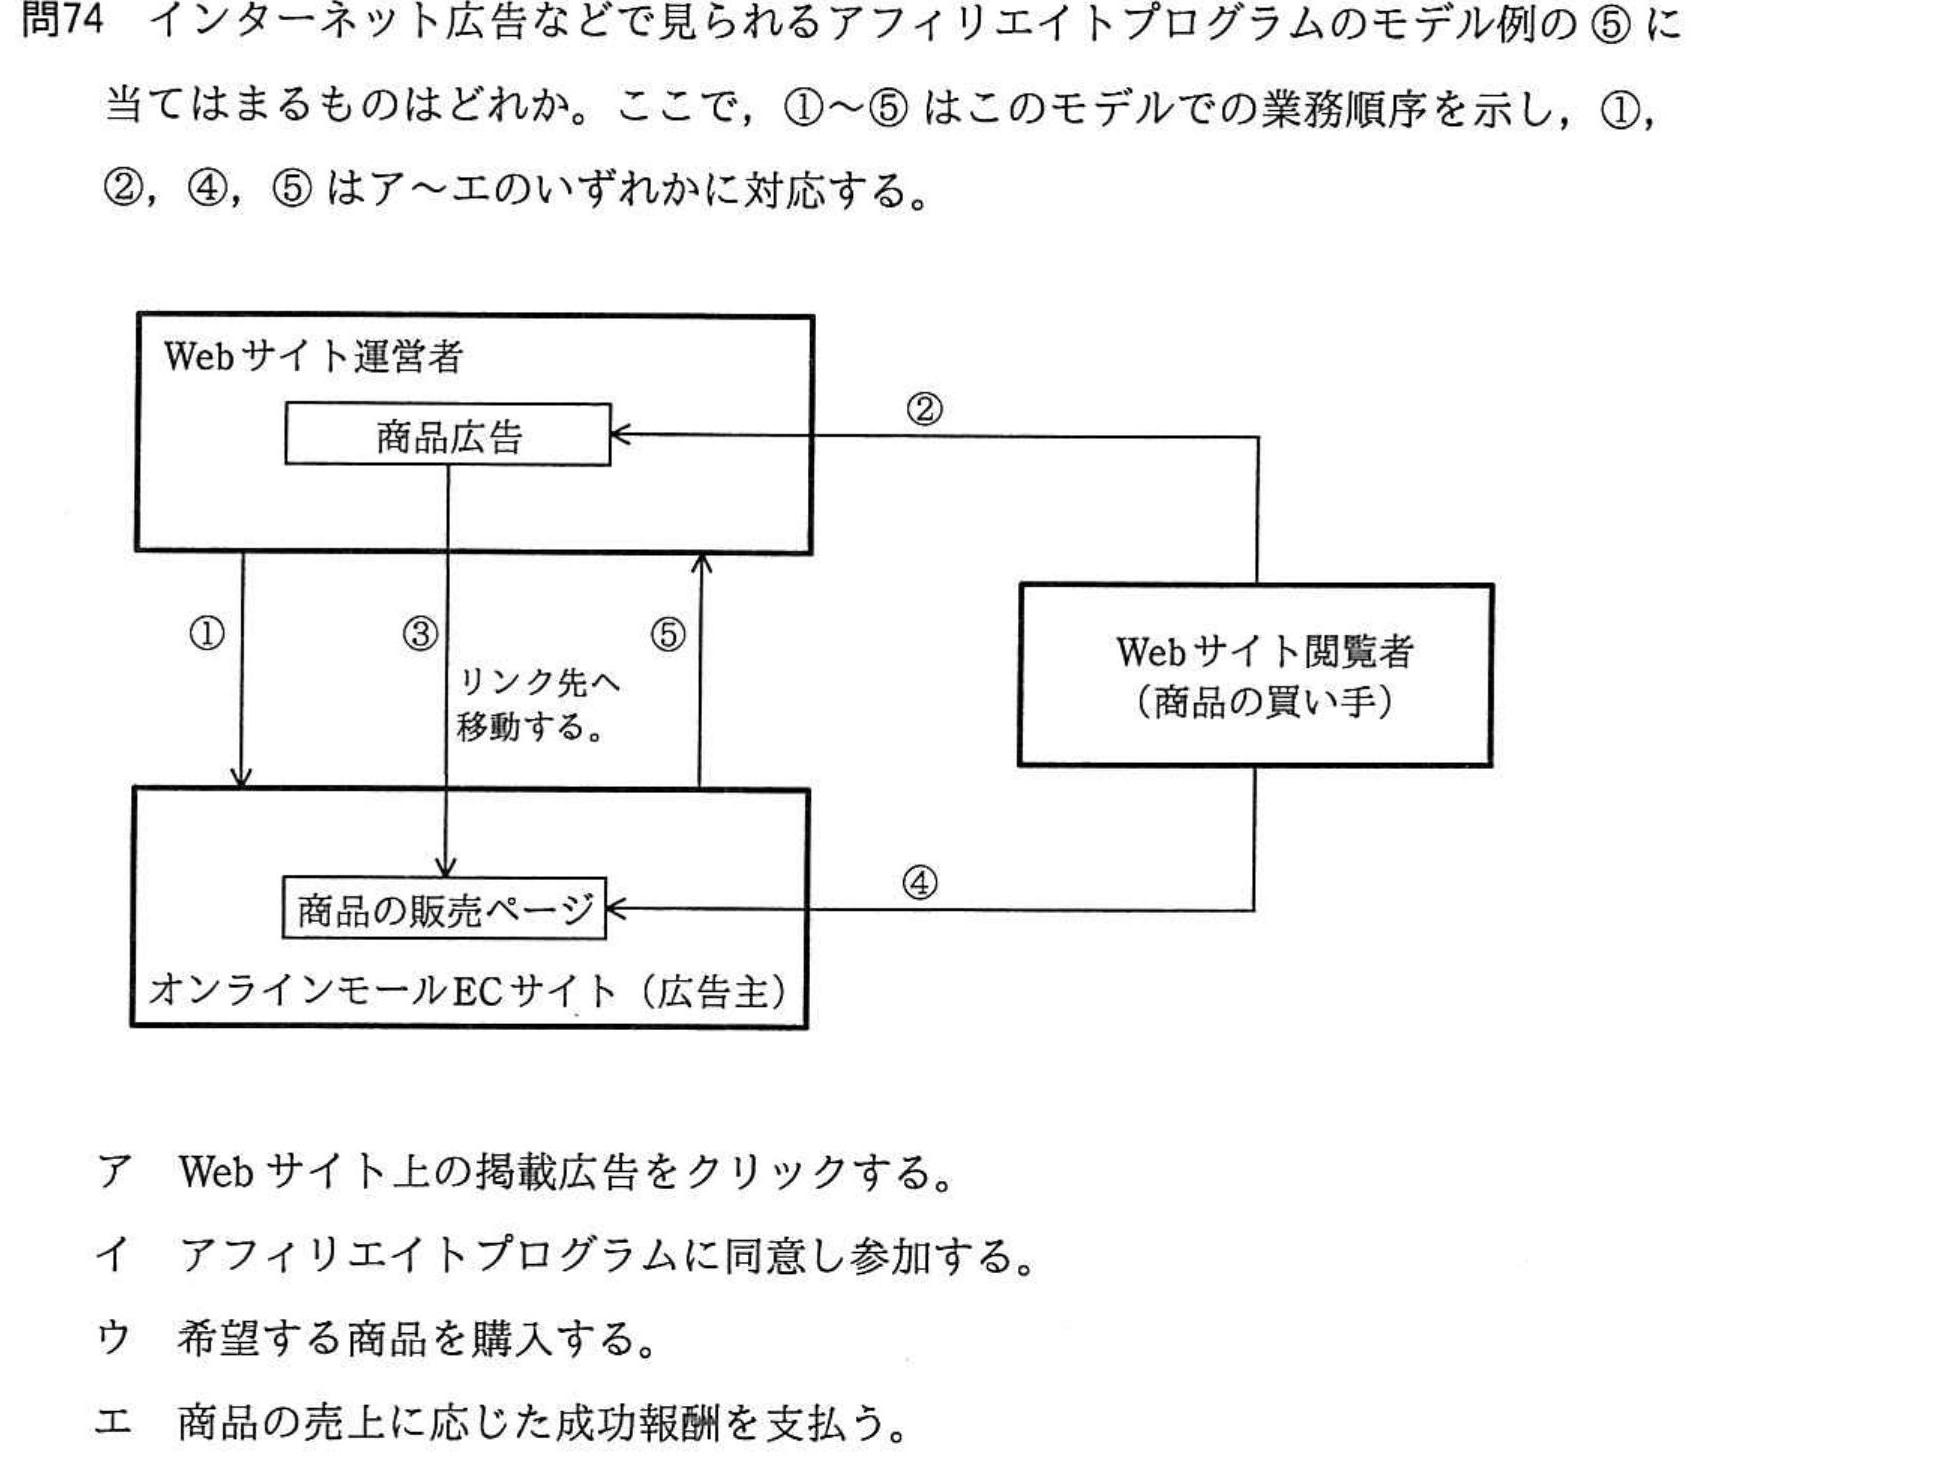 問74 インターネット広告などで見られるアフィリエイトプログラムのモデル例の ⑤ に
当てはまるものはどれか。ここで，①～⑤ はこのモデルでの業務順序を示し，①，
②，④，⑤ はア～エのいずれかに対応する。
Webサイト運営者
商品広告
②
①
③
⑤
リンク先へ
移動する。
Webサイト閲覧者
（商品の買い手）
④
商品の販売ページ
オンラインモールECサイト（広告主）
ア Web サイト上の掲載広告をクリックする。
イ アフィリエイトプログラムに同意し参加する。
ウ 希望する商品を購入する。
エ 商品の売上に応じた成功報酬を支払う。